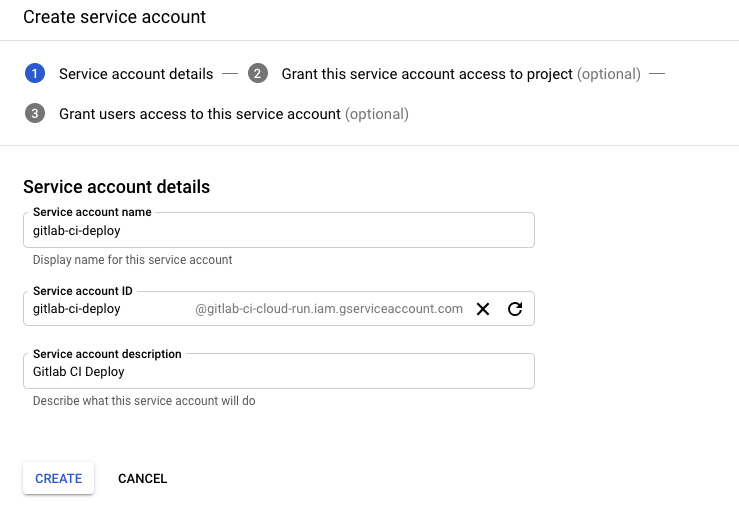 Create service account
1 Service account details — 2 Grant this service account access to project (optional) —
3 Grant users access to this service account (optional)
Service account details
Service account name
gitlab-ci-deploy
Display name for this service account
Service account ID
gitlab-ci-deploy @gitlab-ci-cloud-run.iam.gserviceaccount.com
Service account description
Gitlab CI Deploy
Describe what this service account will do
CREATE CANCEL